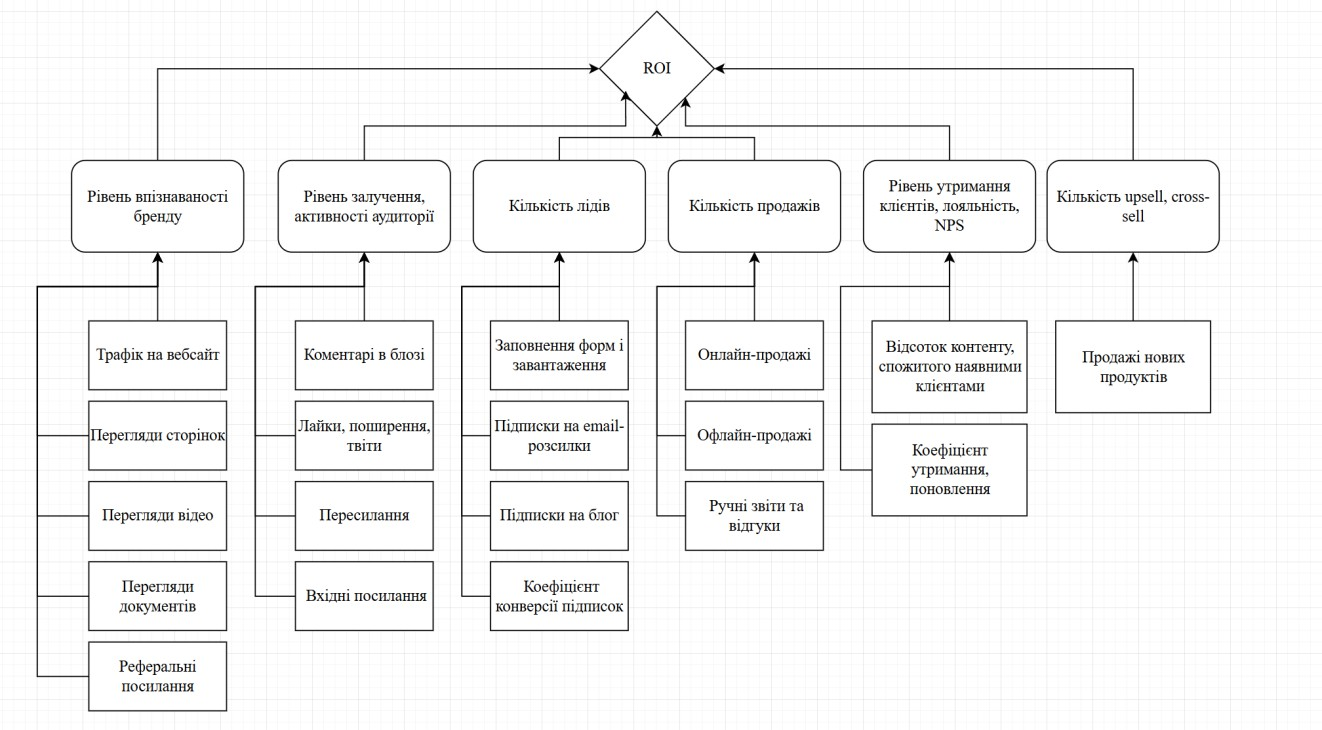 ROI
Рівень впізнаваності
бренду
Рівень залучення,
активності аудиторії
Кількість лідів
Кількість продажів
Рівень утримання
клієнтів, лояльність,
NPS
Кількість upsell, cross-
sell
Трафік на вебсайт
Перегляди сторінок
Перегляди відео
Перегляди
документів
Реферальні
посилання
Коментарі в блозі
Лайки, поширення,
твіти
Пересилання
Вхідні посилання
Заповнення форм і
завантаження
Підписки на email-
розсилки
Підписки на блог
Коефіцієнт
конверсії підписок
Онлайн-продажі
Офлайн-продажі
Ручні звіти та
відгуки
Відсоток контенту,
спожитого наявними
клієнтами
Коефіцієнт
утримання,
поновлення
Продажі нових
продуктів